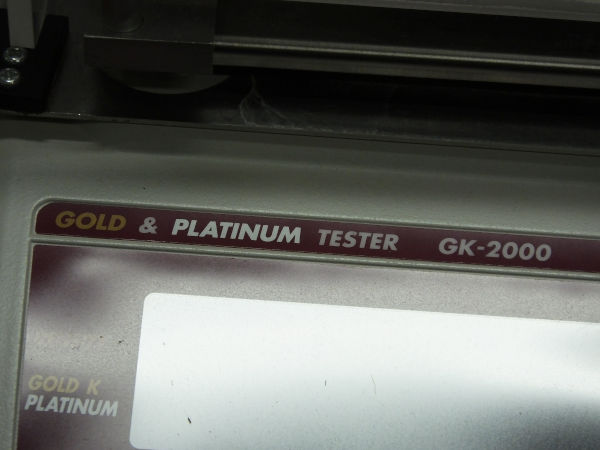 GOLD & PLATINUM TESTER GK-2000
GOLD K
PLATINUM